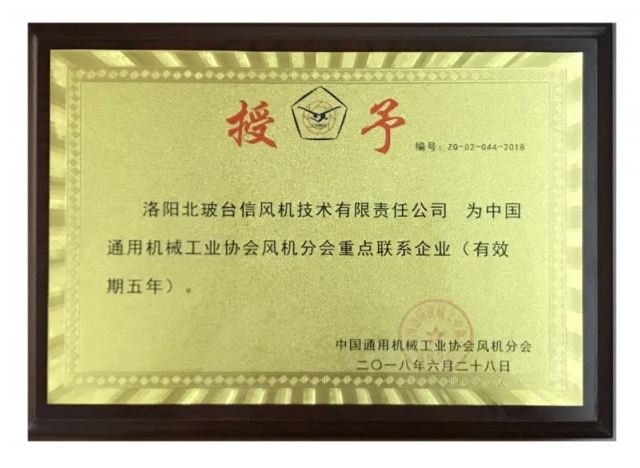 授予
编号：ZQ-02-044-2018
洛阳北玻台信风机技术有限责任公司 为中国
通用机械工业协会风机分会重点联系企业（有效
期五年）。
中国通用机械工业协会风机分会
二〇一八年六月二十八日